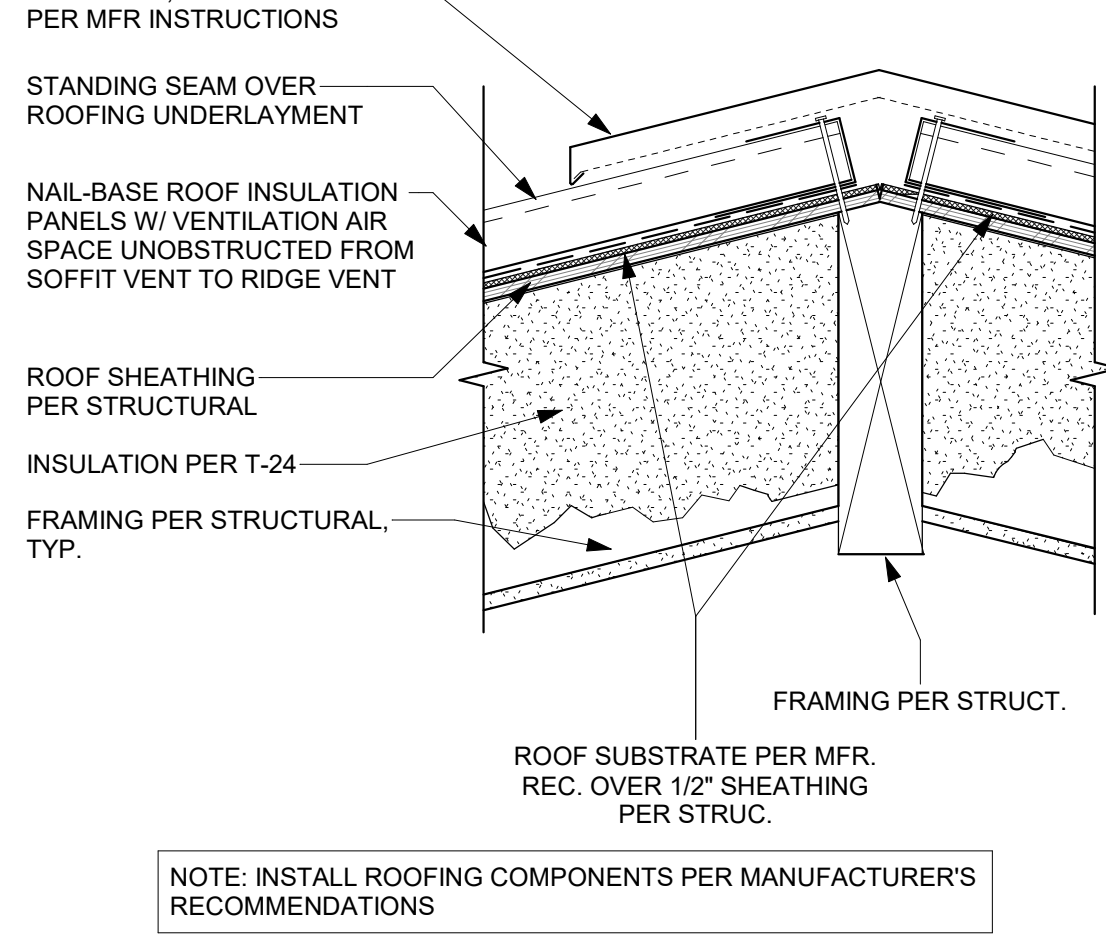 PER MFR INSTRUCTIONS
STANDING SEAM OVER
ROOFING UNDERLAYMENT
NAIL-BASE ROOF INSULATION
PANELS W/ VENTILATION AIR
SPACE UNOBSTRUCTED FROM
SOFFIT VENT TO RIDGE VENT
ROOF SHEATHING
PER STRUCTURAL
INSULATION PER T-24
FRAMING PER STRUCTURAL,
TYP.
FRAMING PER STRUCT.
ROOF SUBSTRATE PER MFR.
REC. OVER 1/2" SHEATHING
PER STRUC.
NOTE: INSTALL ROOFING COMPONENTS PER MANUFACTURER'S
RECOMMENDATIONS